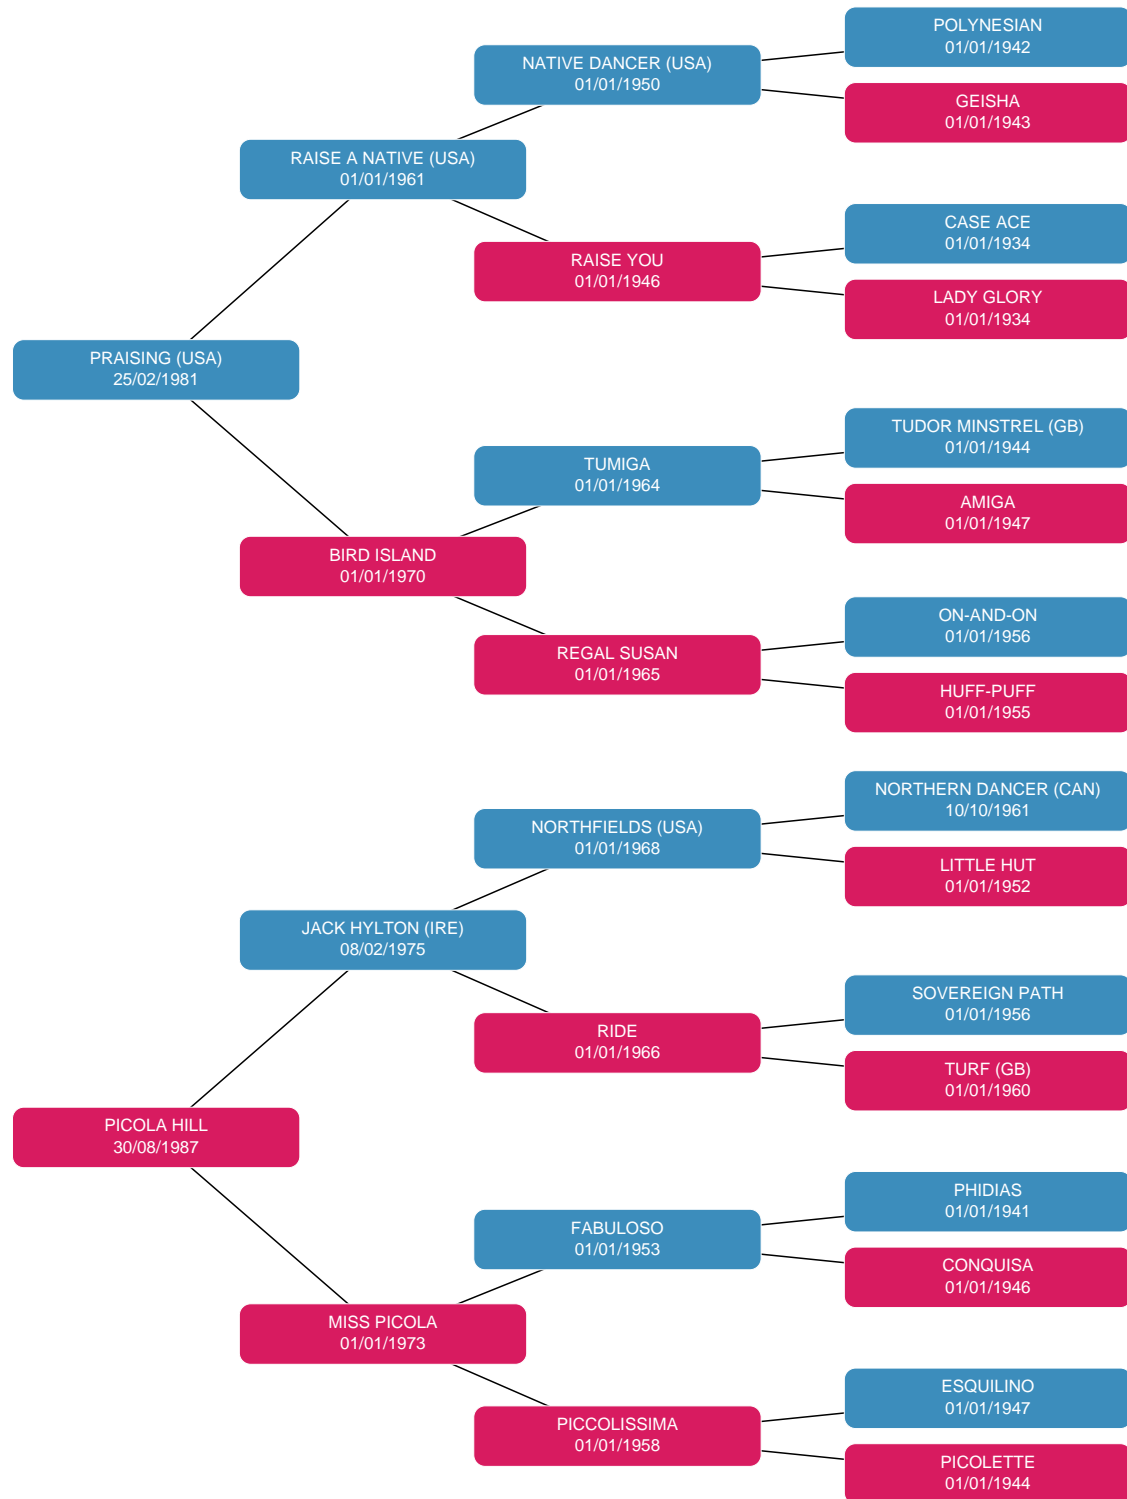 POLYNESIAN
01/01/1942
NATIVE DANCER (USA)
01/01/1950
GEISHA
01/01/1943
RAISE A NATIVE (USA)
01/01/1961
CASE ACE
01/01/1934
RAISE YOU
01/01/1946
LADY GLORY
01/01/1934
PRAISING (USA)
25/02/1981
TUDOR MINSTREL (GB)
01/01/1944
TUMIGA
01/01/1964
AMIGA
01/01/1947
BIRD ISLAND
01/01/1970
ON-AND-ON
01/01/1956
REGAL SUSAN
01/01/1965
HUFF-PUFF
01/01/1955
NORTHERN DANCER (CAN)
10/10/1961
NORTHFIELDS (USA)
01/01/1968
LITTLE HUT
01/01/1952
JACK HYLTON (IRE)
08/02/1975
SOVEREIGN PATH
01/01/1956
RIDE
01/01/1966
TURF (GB)
01/01/1960
PICOLA HILL
30/08/1987
PHIDIAS
01/01/1941
FABULOSO
01/01/1953
CONQUISA
01/01/1946
MISS PICOLA
01/01/1973
ESQUILINO
01/01/1947
PICCOLISSIMA
01/01/1958
PICOLETTE
01/01/1944